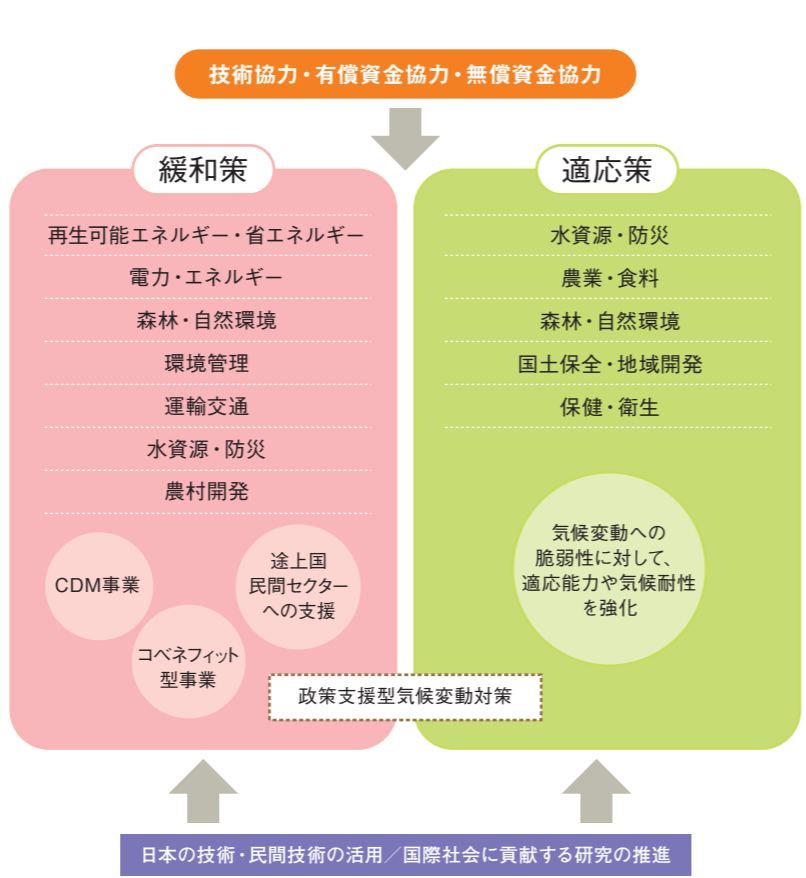 技術協力・有償資金協力・無償資金協力
緩和策
再生可能エネルギー・省エネルギー
電力・エネルギー
森林・自然環境
環境管理
運輸交通
水資源・防災
農村開発
CDM事業
途上国
民間セクター
への支援
コベネフィット
型事業
適応策
水資源・防災
農業・食料
森林・自然環境
国土保全・地域開発
保健・衛生
気候変動への
脆弱性に対して、
適応能力や気候耐性
を強化
政策支援型気候変動対策
日本の技術・民間技術の活用／国際社会に貢献する研究の推進